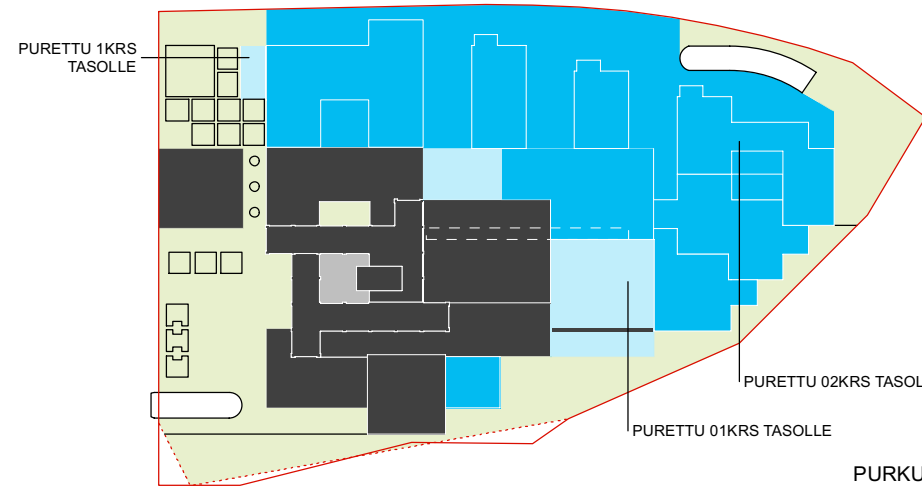 PURETTU 1KRS
TASOLLE
PURETTU 02KRS TASOL
PURETTU 01KRS TASOLLE
PURKU